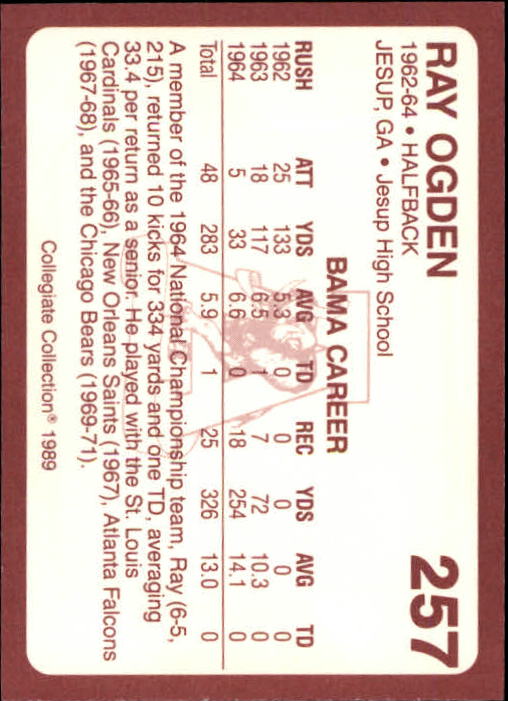 RAY OGDEN 257
1962-64 • HALFBACK
JESUP, GA • Jesup High School
BAMA CAREER
RUSH ATT YDS AVG TD REC YDS AVG TD
1962 25 133 5.3 0 0 0 0 0
1963 18 117 6.5 1 7 72 10.3 0
1964 5 33 6.6 0 18 254 14.1 0
Total 48 283 5.9 1 25 326 13.0 0
A member of the 1964 National Championship team, Ray (6-5,
215), returned 10 kicks for 334 yards and one TD, averaging
33.4 per return as a senior. He played with the St. Louis
Cardinals (1965-66), New Orleans Saints (1967), Atlanta Falcons
(1967-68), and the Chicago Bears (1969-71).
Collegiate Collection® 1989